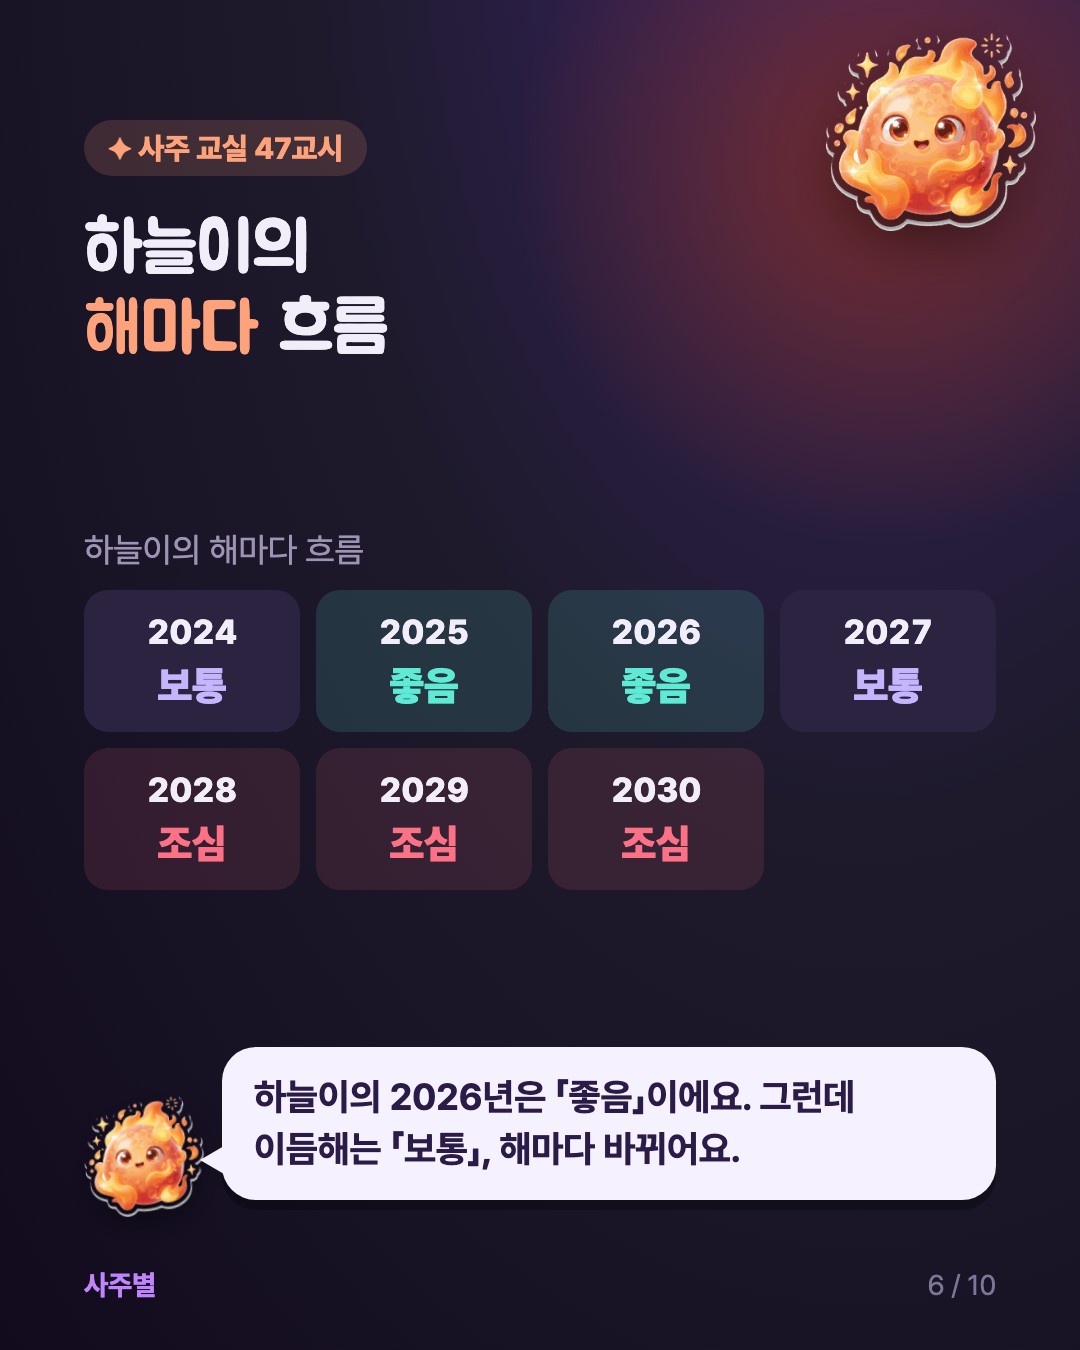 ✦ 사주 교실 47교시
하늘이의
해마다 흐름
하늘이의 해마다 흐름
2024 2025 2026 2027
보통 좋음 좋음 보통
2028 2029 2030
조심 조심 조심
하늘이의 2026년은 「좋음」이에요. 그런데
이듬해는 「보통」, 해마다 바뀌어요.
사주별 6 / 10